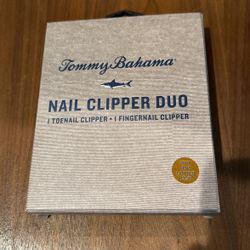 Tommy Bahama
NAIL CLIPPER DUO
1 TOENAIL CLIPPER • 1 FINGERNAIL CLIPPER